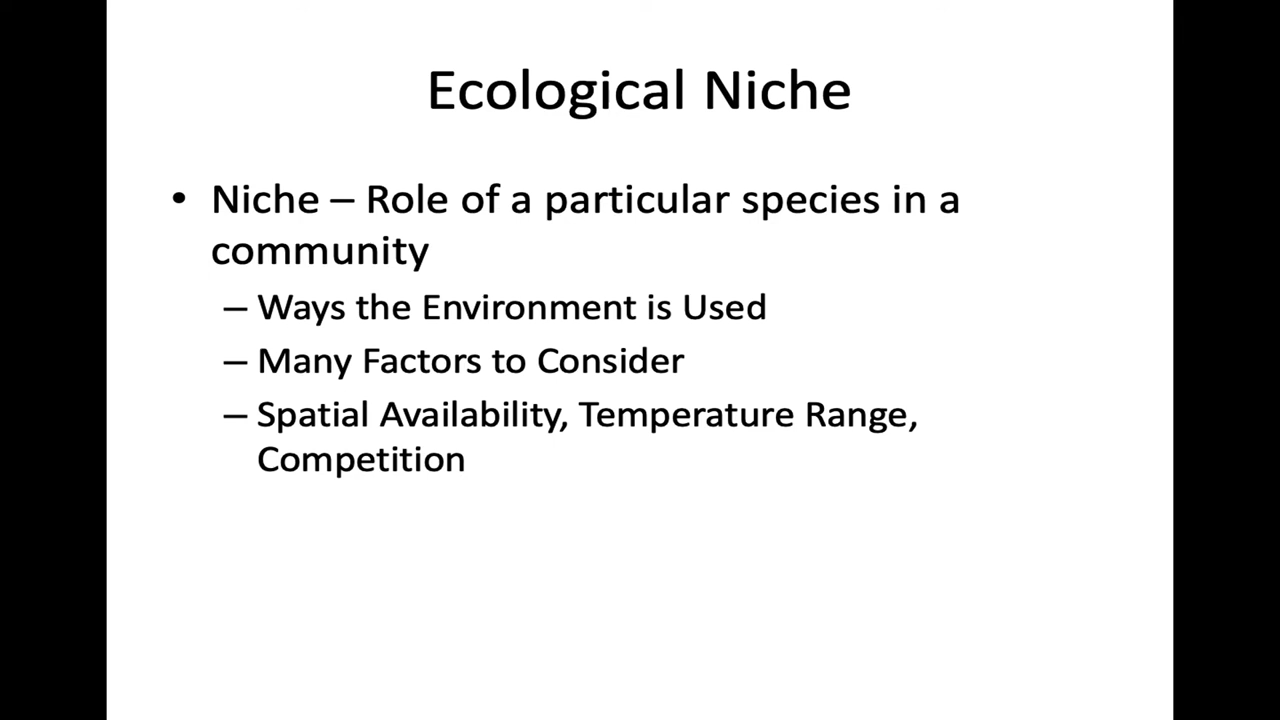 Ecological Niche
• Niche – Role of a particular species in a
community
– Ways the Environment is Used
– Many Factors to Consider
– Spatial Availability, Temperature Range,
Competition